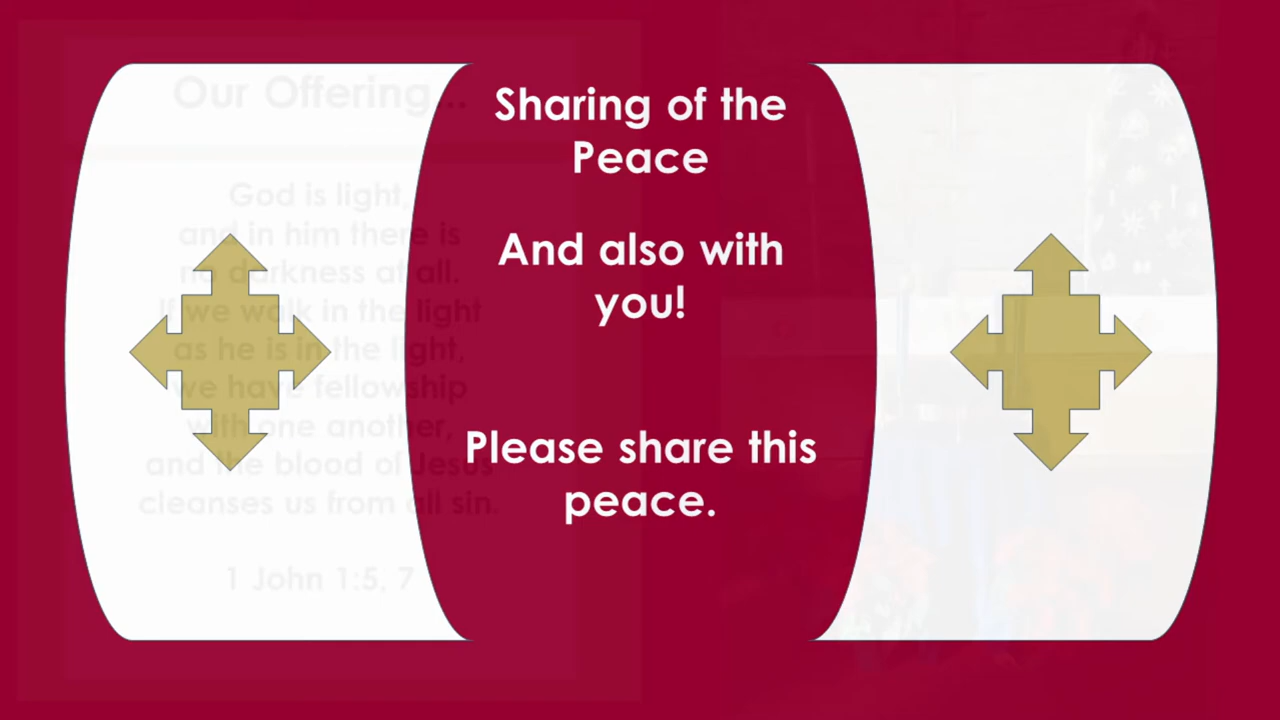 Sharing of the
Peace
And also with
you!
Please share this
peace.
Our Offering...
God is light,
and in him there is
no darkness at all.
If we walk in the light
as he is in the light,
we have fellowship
with one another,
and the blood of Jesus
cleanses us from all sin.
1 John 1:5, 7